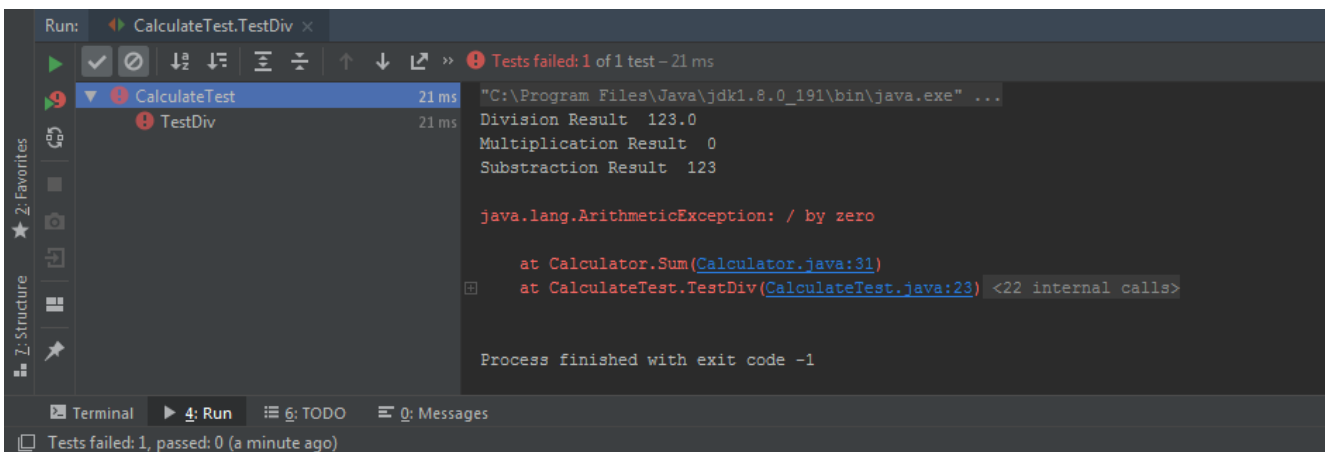 Run: CalculateTest.TestDiv
Tests failed: 1 of 1 test – 21 ms
CalculateTest 21 ms
TestDiv 21 ms
"C:\Program Files\Java\jdk1.8.0_191\bin\java.exe" ...
Division Result  123.0
Multiplication Result  0
Substraction Result  123
java.lang.ArithmeticException: / by zero
at Calculator.Sum(Calculator.java:31)
at CalculateTest.TestDiv(CalculateTest.java:23) <22 internal calls>
Process finished with exit code -1
2: Favorites
7: Structure
Terminal 4: Run 6: TODO 0: Messages
Tests failed: 1, passed: 0 (a minute ago)